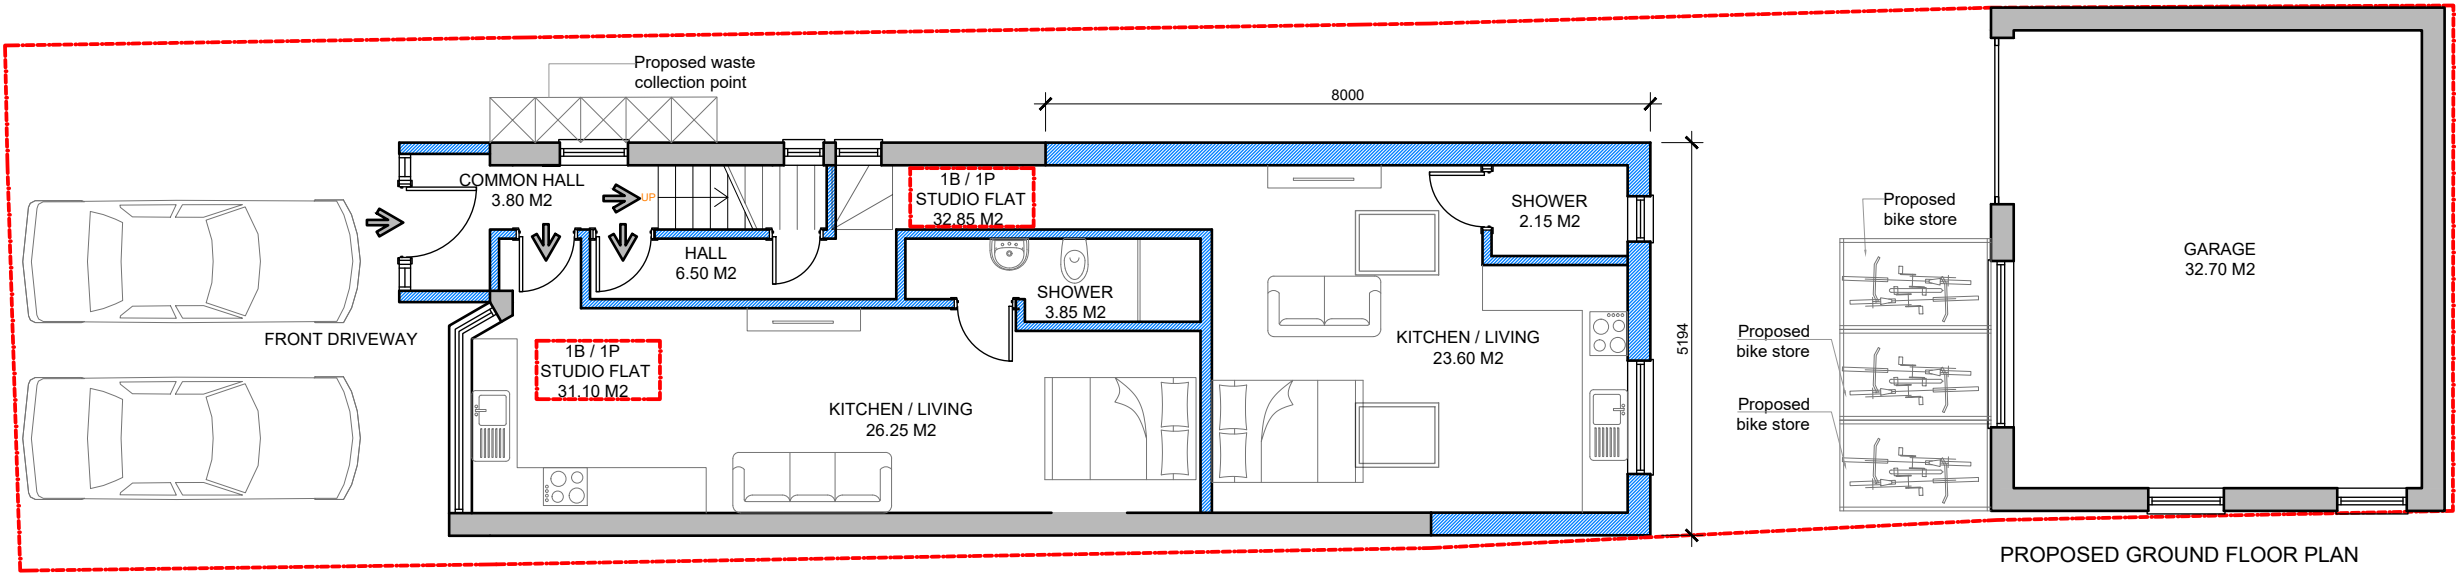 Proposed waste
collection point
8000
COMMON HALL
3.80 M2
UP
1B / 1P
STUDIO FLAT
32.85 M2
SHOWER
2.15 M2
Proposed
bike store
GARAGE
32.70 M2
HALL
6.50 M2
SHOWER
3.85 M2
FRONT DRIVEWAY
1B / 1P
STUDIO FLAT
31.10 M2
KITCHEN / LIVING
23.60 M2
5194
Proposed
bike store
KITCHEN / LIVING
26.25 M2
Proposed
bike store
PROPOSED GROUND FLOOR PLAN